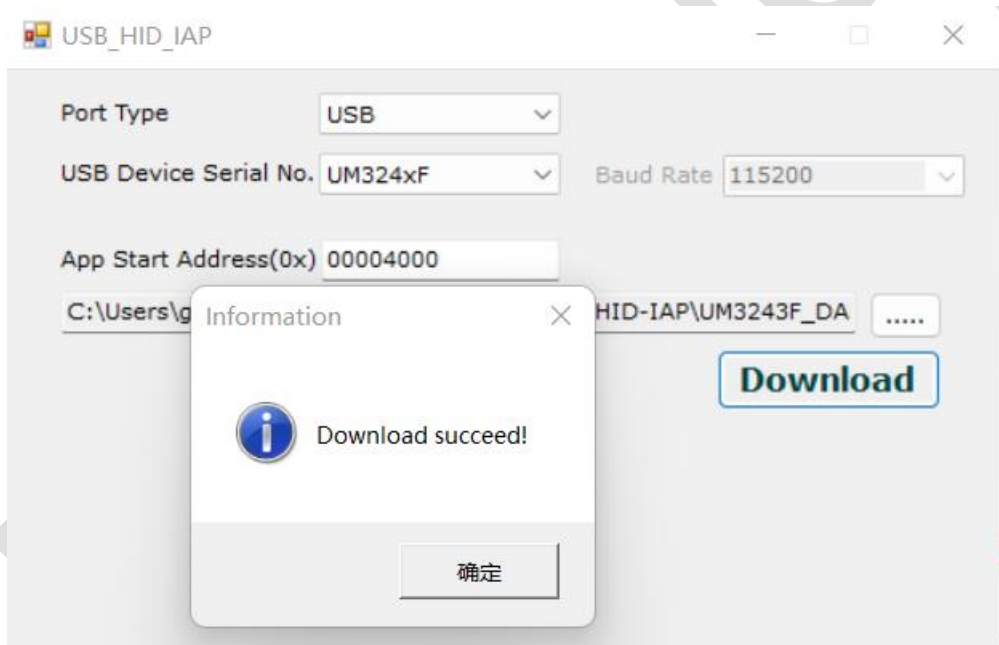 USB_HID_IAP
Port Type USB
USB Device Serial No. UM324xF Baud Rate 115200
App Start Address(0x) 00004000
C:\Users\g HID-IAP\UM3243F_DA .....
Download
Information
Download succeed!
确定